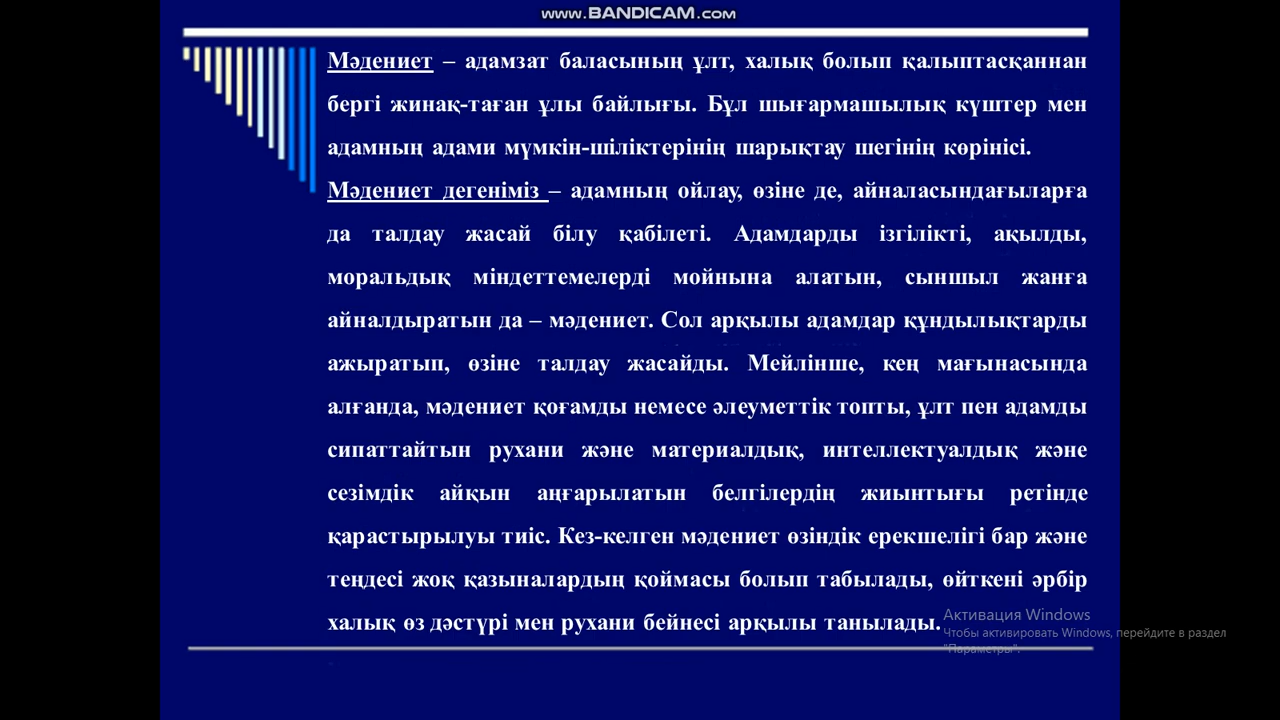 www.BANDICAM.com
Мәдениет – адамзат баласының ұлт, халық болып қалыптасқаннан
бергі жинақ-таған ұлы байлығы. Бұл шығармашылық күштер мен
адамның адами мүмкін-шіліктерінің шарықтау шегінің көрінісі.
Мәдениет дегеніміз – адамның ойлау, өзіне де, айналасындағыларға
да талдау жасай білу қабілеті. Адамдарды ізгілікті, ақылды,
моральдық міндеттемелерді мойнына алатын, сыншыл жанға
айналдыратын да – мәдениет. Сол арқылы адамдар құндылықтарды
ажыратып, өзіне талдау жасайды. Мейлінше, кең мағынасында
алғанда, мәдениет қоғамды немесе әлеуметтік топты, ұлт пен адамды
сипаттайтын рухани және материалдық, интеллектуалдық және
сезімдік айқын аңғарылатын белгілердің жиынтығы ретінде
қарастырылуы тиіс. Кез-келген мәдениет өзіндік ерекшелігі бар және
теңдесі жоқ қазыналардың қоймасы болып табылады, өйткені әрбір
халық өз дәстүрі мен рухани бейнесі арқылы танылады.
Активация Windows
Чтобы активировать Windows, перейдите в раздел
"Параметры".